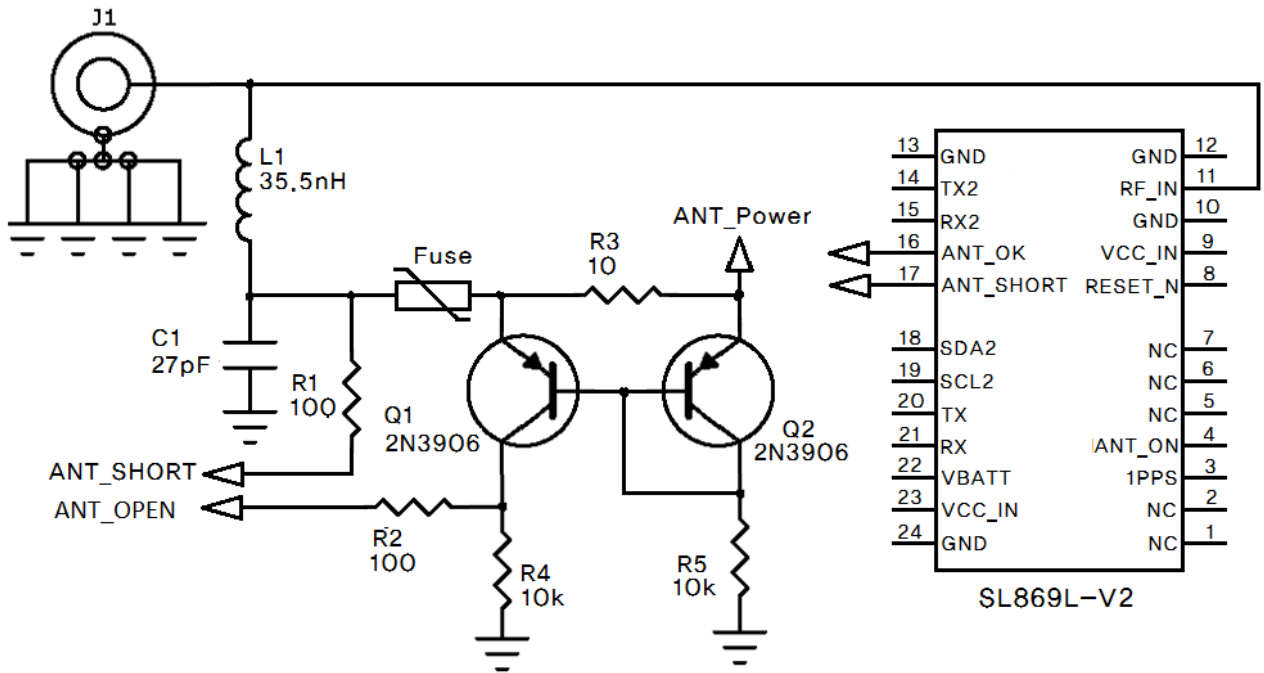 J1
L1
35.5nH
Fuse
R3
10
ANT_Power
C1
27pF
R1
100
Q1
2N3906
Q2
2N3906
ANT_SHORT
ANT_OPEN
R2
100
R4
10k
R5
10k
13 GND
14 TX2
15 RX2
16 ANT_OK
17 ANT_SHORT
18 SDA2
19 SCL2
20 TX
21 RX
22 VBATT
23 VCC_IN
24 GND
GND 12
RF_IN 11
GND 10
VCC_IN 9
RESET_N 8
NC 7
NC 6
NC 5
ANT_ON 4
1PPS 3
NC 2
NC 1
SL869L-V2